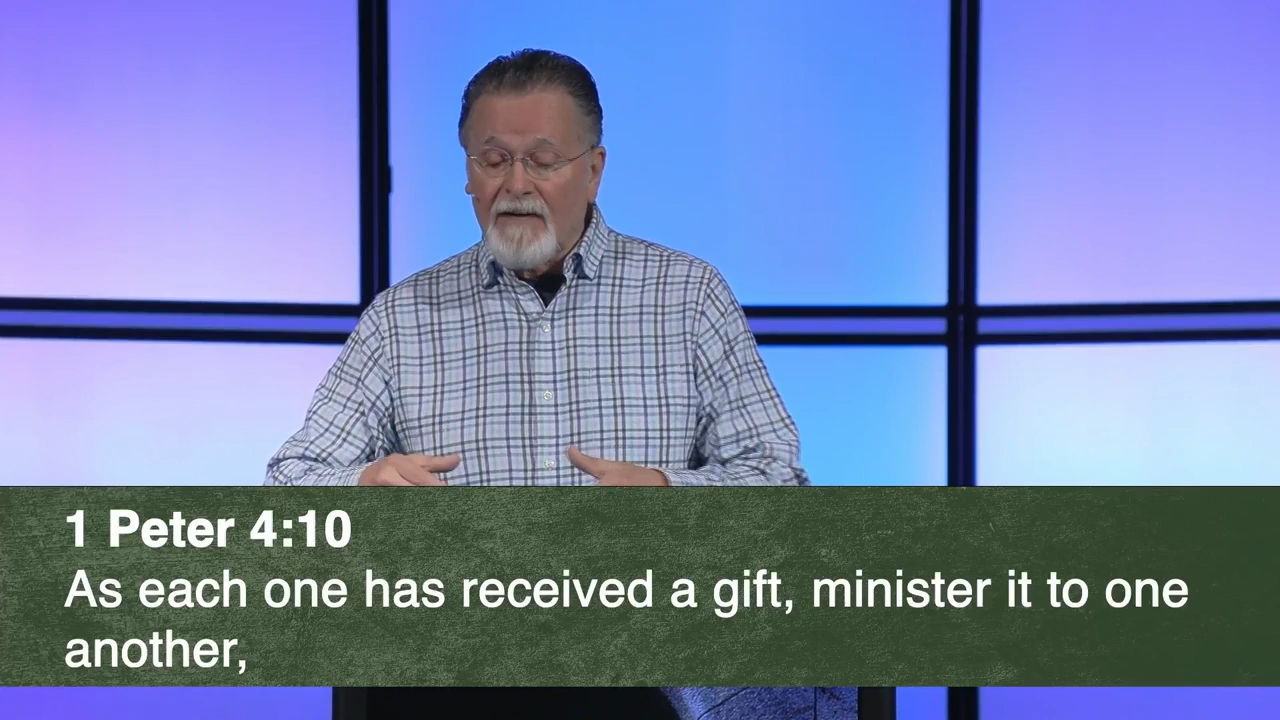 1 Peter 4:10
As each one has received a gift, minister it to one
another,